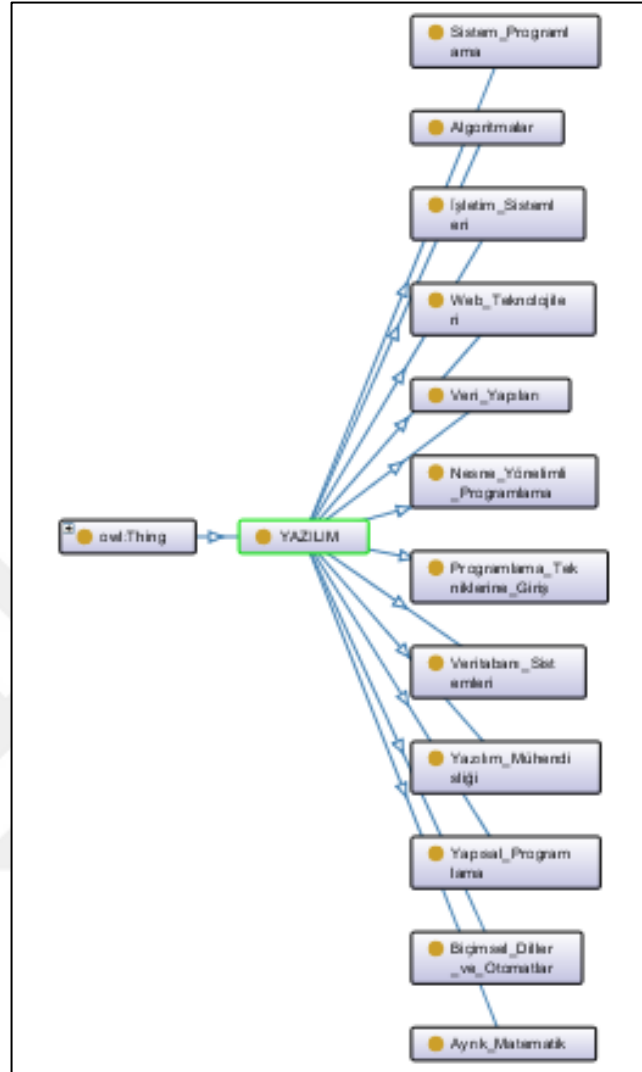 Sistem_Programl
ama
Algoritmalar
İşletim_Sisteml
eri
Web_Teknolojile
ri
Veri_Yapıları
Nesne_Yönelimli
_Programlama
owl:Thing
YAZILIM
Programlama_Tek
niklerine_Giriş
Veritabanı_Sist
emleri
Yazılım_Mühendi
sliği
Yapısal_Program
lama
Biçimsel_Diller
_ve_Otomatlar
Ayrık_Matematik